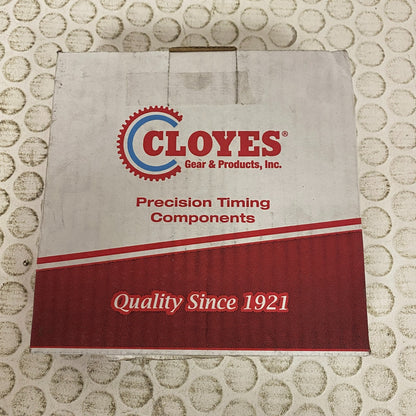 CLOYES®
Gear & Products, Inc.
Precision Timing
Components
Quality Since 1921